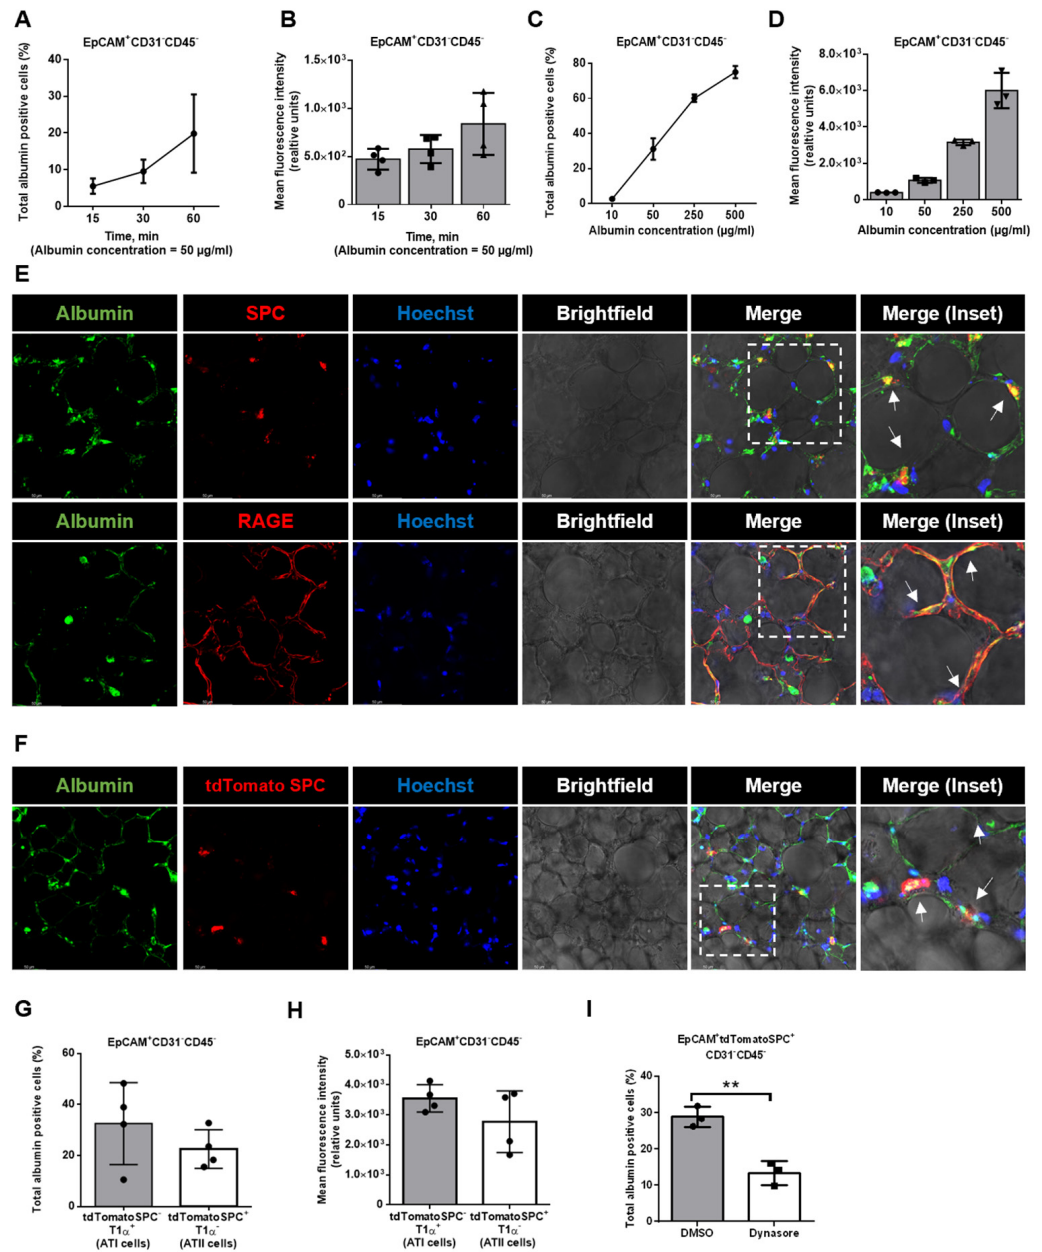 A
EpCAM⁺CD31⁻CD45⁻
Total albumin positive cells (%)
40
30
20
10
0
15 30 60
Time, min
(Albumin concentration = 50 µg/ml)
B
EpCAM⁺CD31⁻CD45⁻
Mean fluorescence intensity
(realtive units)
1.5×10³
1.0×10³
5.0×10²
0
15 30 60
Time, min
(Albumin concentration = 50 µg/ml)
C
EpCAM⁺CD31⁻CD45⁻
Total albumin positive cells (%)
80
60
40
20
0
10 50 250 500
Albumin concentration (µg/ml)
D
EpCAM⁺CD31⁻CD45⁻
Mean fluorescence intensity
(realtive units)
8.0×10³
6.0×10³
4.0×10³
2.0×10³
0
10 50 250 500
Albumin concentration (µg/ml)
E
Albumin SPC Hoechst Brightfield Merge Merge (Inset)
Albumin RAGE Hoechst Brightfield Merge Merge (Inset)
F
Albumin tdTomato SPC Hoechst Brightfield Merge Merge (Inset)
G
EpCAM⁺CD31⁻CD45⁻
Total albumin positive cells (%)
60
40
20
0
tdTomatoSPC⁻ tdTomatoSPC⁺
T1α⁺ T1α⁻
(ATI cells) (ATII cells)
H
EpCAM⁺CD31⁻CD45⁻
Mean fluorescence intensity
(relative units)
5.0×10³
4.0×10³
3.0×10³
2.0×10³
1.0×10³
0
tdTomatoSPC⁻ tdTomatoSPC⁺
T1α⁺ T1α⁻
(ATI cells) (ATII cells)
I
EpCAM⁺tdTomatoSPC⁺
CD31⁻CD45⁻
Total albumin positive cells (%)
40
30
20
10
0
**
DMSO Dynasore